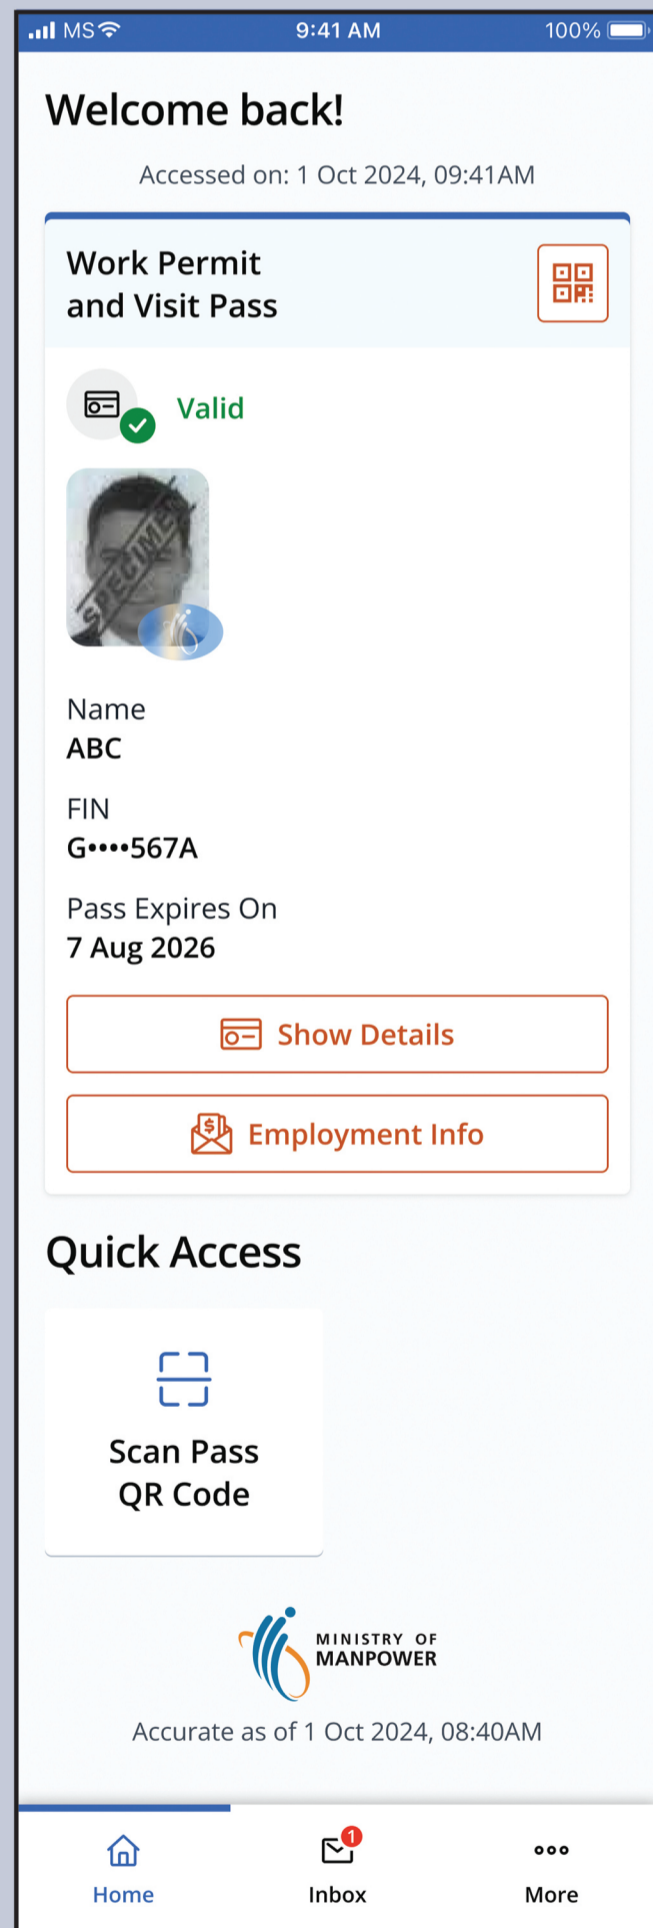 MS
9:41 AM
100%
Welcome back!
Accessed on: 1 Oct 2024, 09:41AM
Work Permit
and Visit Pass
Valid
SPECIMEN
Name
ABC
FIN
G••••567A
Pass Expires On
7 Aug 2026
Show Details
Employment Info
Quick Access
Scan Pass
QR Code
MINISTRY OF
MANPOWER
Accurate as of 1 Oct 2024, 08:40AM
1
Home
Inbox
More